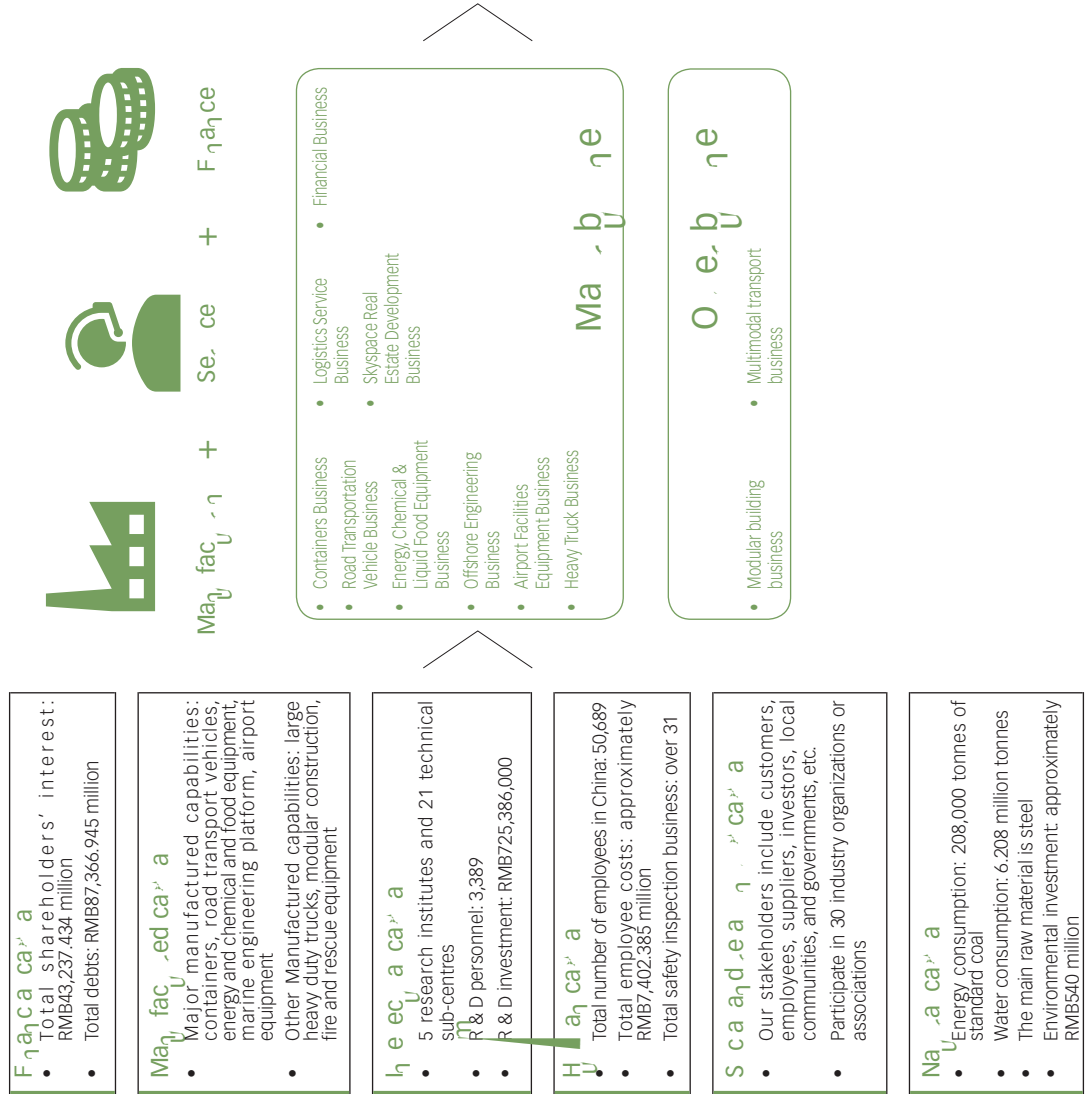 Total shareholders' interest:
RMB43,237.434 million
• Total debts: RMB87,366.945 million
• Major manufactured capabilities:
containers, road transport vehicles,
energy and chemical and food equipment,
marine engineering platform, airport
equipment
• Other Manufactured capabilities: large
heavy duty trucks, modular construction,
fire and rescue equipment
• 5 research institutes and 21 technical
sub-centres
R & D personnel: 3,389
• R & D investment: RMB725,386,000
• Total number of employees in China: 50,689
• Total employee costs: approximately
RMB7,402.385 million
• Total safety inspection business: over 31
• Our stakeholders include customers,
employees, suppliers, investors, local
communities, and governments, etc.
• Participate in 30 industry organizations or
associations
• Energy consumption: 208,000 tonnes of
standard coal
• Water consumption: 6.208 million tonnes
• The main raw material is steel
• Environmental investment: approximately
RMB540 million
+
+
• Containers Business
• Road Transportation
Vehicle Business
• Energy, Chemical &
Liquid Food Equipment
Business
• Offshore Engineering
Business
• Airport Facilities
Equipment Business
• Heavy Truck Business
• Logistics Service
Business
• Skyspace Real
Estate Development
Business
• Financial Business
• Modular building
business
• Multimodal transport
business